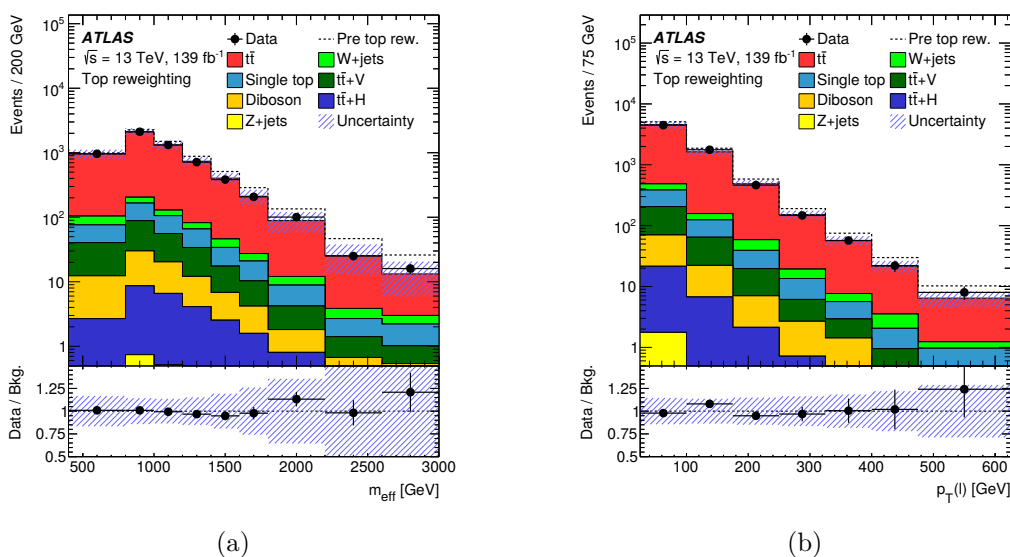 ATLAS
√s = 13 TeV, 139 fb⁻¹
Top reweighting
Data
Pre top rew.
tt̄
W+jets
Single top
tt̄+V
Diboson
tt̄+H
Z+jets
Uncertainty
Events / 200 GeV
10⁵
10⁴
10³
10²
10
1
Data / Bkg.
1.25
1
0.75
0.5
500 1000 1500 2000 2500 3000
m_eff [GeV]
(a)
ATLAS
√s = 13 TeV, 139 fb⁻¹
Top reweighting
Data
Pre top rew.
tt̄
W+jets
Single top
tt̄+V
Diboson
tt̄+H
Z+jets
Uncertainty
Events / 75 GeV
10⁵
10⁴
10³
10²
10
1
Data / Bkg.
1.25
1
0.75
0.5
100 200 300 400 500 600
p_T(l) [GeV]
(b)